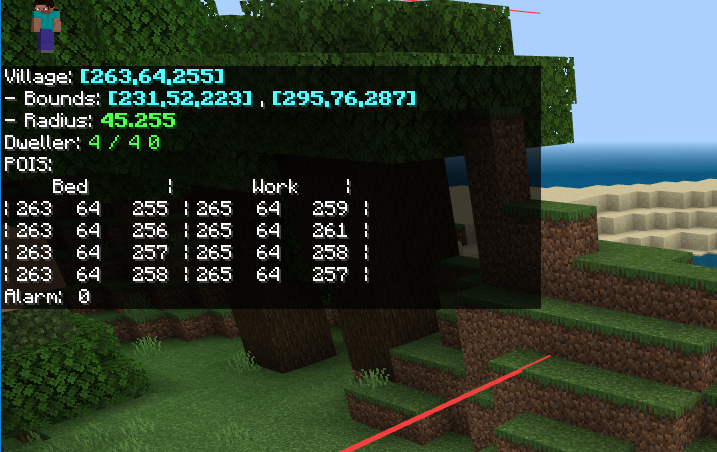 Village: [263,64,255]
- Bounds: [231,52,223] , [295,76,287]
- Radius: 45.255
Dweller: 4 / 4 0
POIS:
Bed ¦ Work ¦
¦ 263 64 255 ¦ 265 64 259 ¦
¦ 263 64 256 ¦ 265 64 261 ¦
¦ 263 64 257 ¦ 265 64 258 ¦
¦ 263 64 258 ¦ 265 64 257 ¦
Alarm: 0